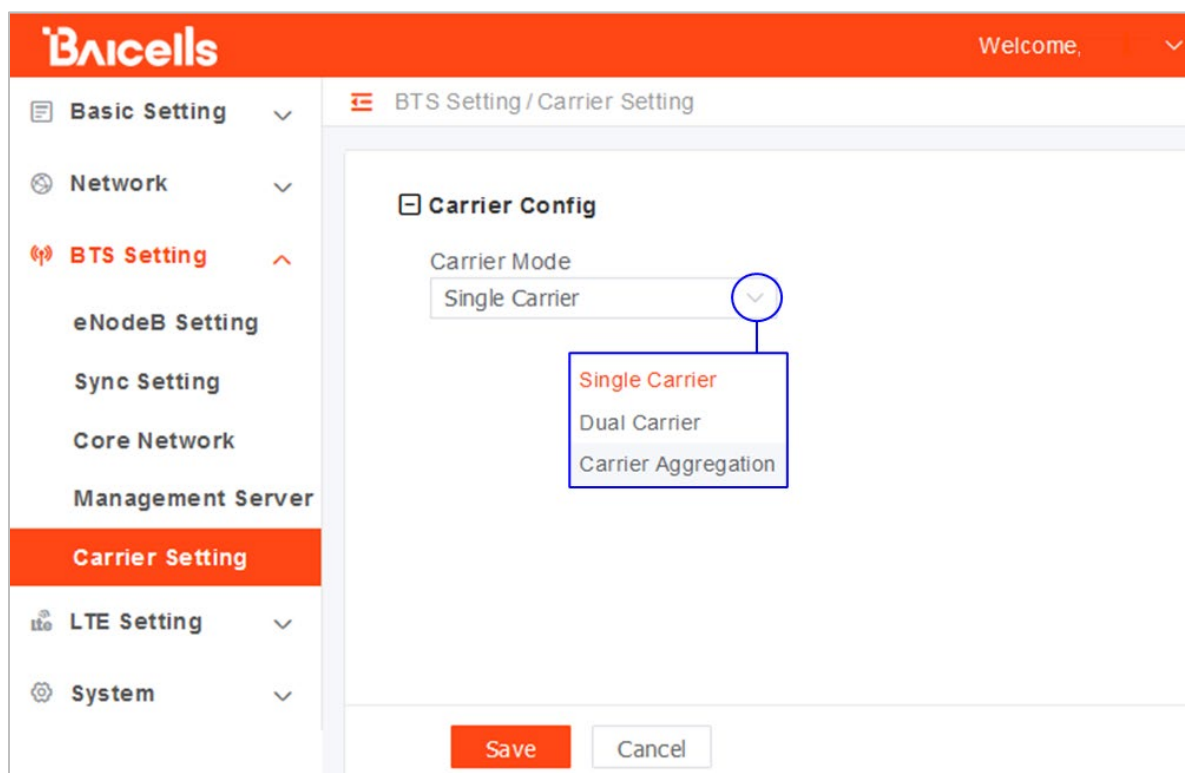 Baicells
Welcome,
Basic Setting
Network
BTS Setting
eNodeB Setting
Sync Setting
Core Network
Management Server
Carrier Setting
LTE Setting
System
BTS Setting / Carrier Setting
Carrier Config
Carrier Mode
Single Carrier
Single Carrier
Dual Carrier
Carrier Aggregation
Save
Cancel